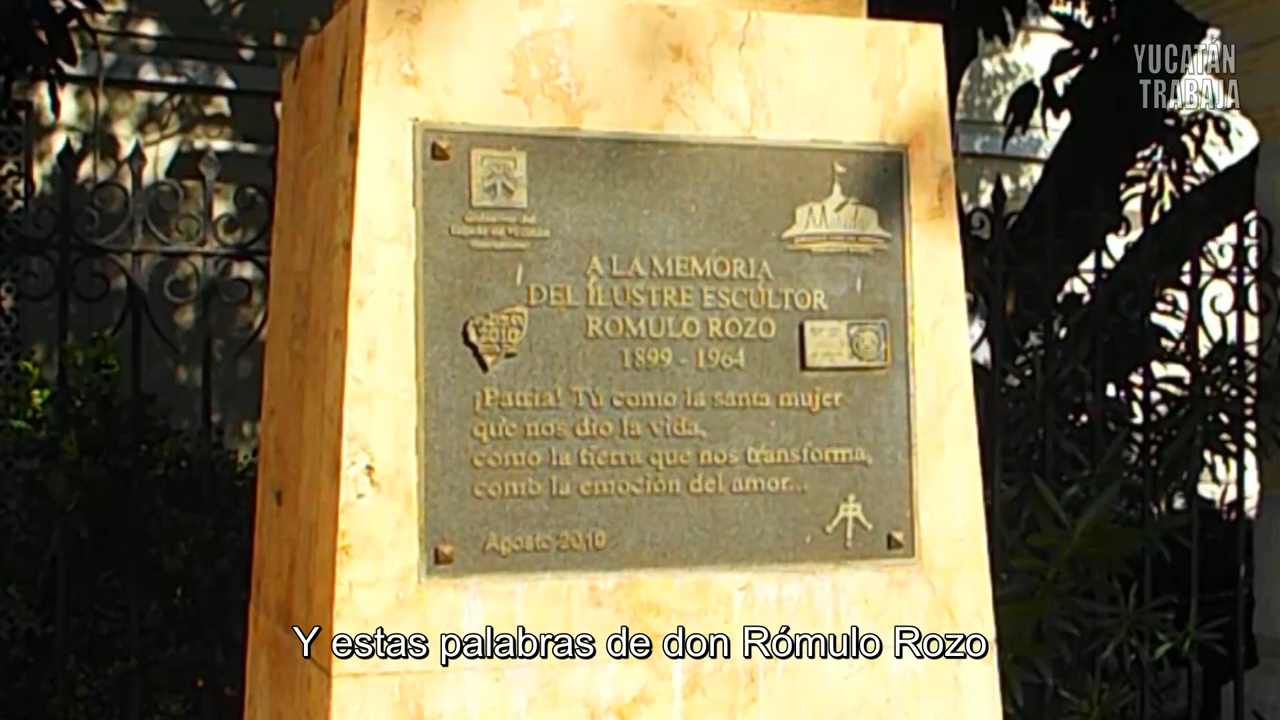 YUCATÁN
TRABAJA
A LA MEMORIA
DEL ILUSTRE ESCULTOR
ROMULO ROZO
1899 - 1964
2010
¡Patria! Tú como la santa mujer
que nos dio la vida,
como la tierra que nos transforma,
como la emoción del amor...
Agosto 2010
Y estas palabras de don Rómulo Rozo